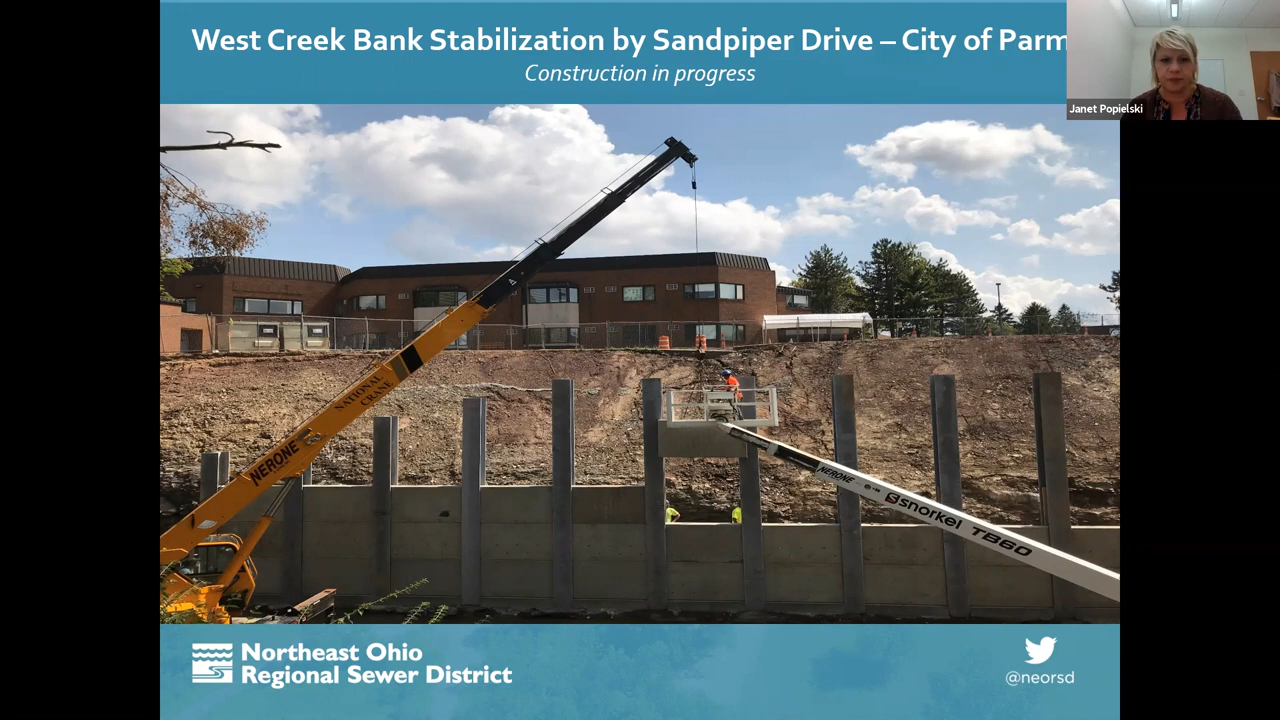 West Creek Bank Stabilization by Sandpiper Drive – City of Parm
Construction in progress
Janet Popielski
NATIONAL
CRANE
NERONE
NERONE
snorkel TB60
Northeast Ohio
Regional Sewer District
@neorsd